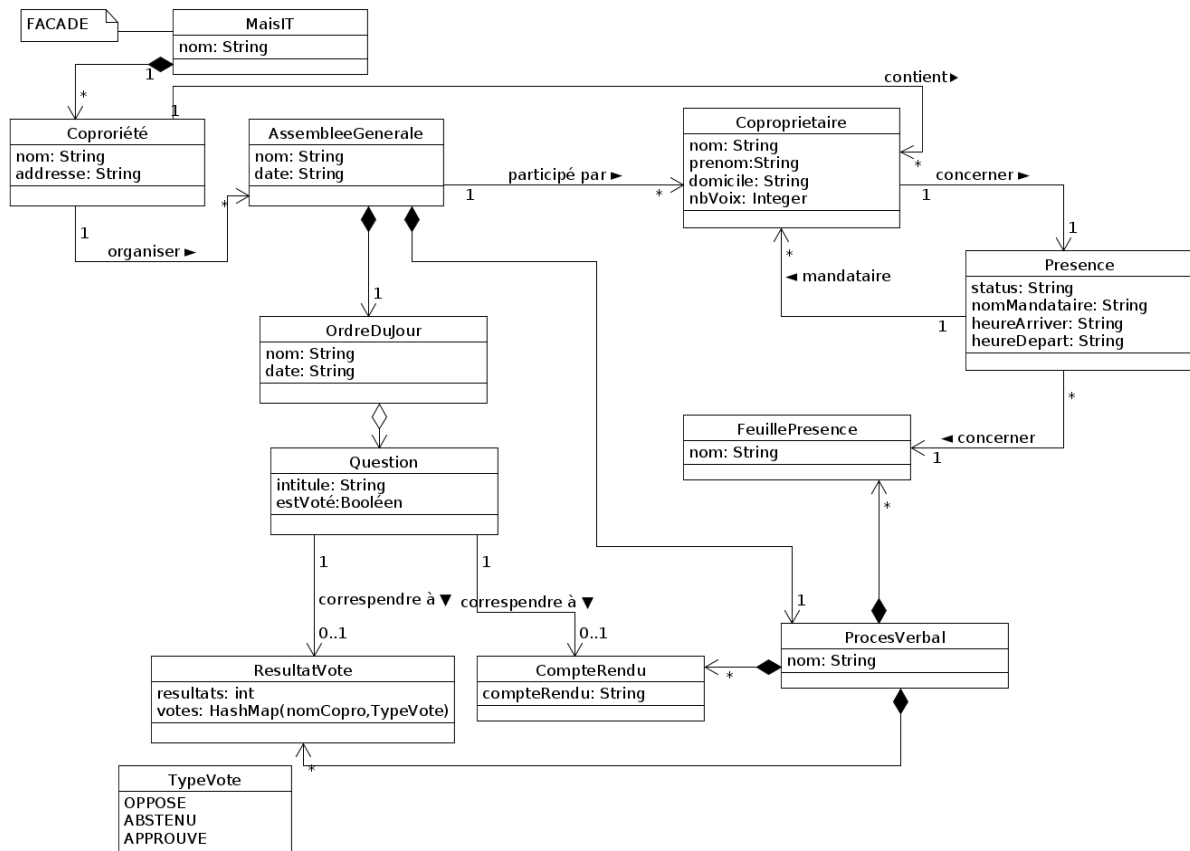 FACADE
MaisIT
nom: String
1
*
contient ►
1
*
Coproriété
nom: String
addresse: String
AssembleeGenerale
nom: String
date: String
Coproprietaire
nom: String
prenom:String
domicile: String
nbVoix: Integer
participé par ►
1
*
concerner ►
1
1
organiser ►
1
*
◄ mandataire
*
1
Presence
status: String
nomMandataire: String
heureArriver: String
heureDepart: String
1
OrdreDuJour
nom: String
date: String
*
◄ concerner
1
FeuillePresence
nom: String
Question
intitule: String
estVoté:Booléen
*
1
1
correspendre à ▼
correspendre à ▼
0..1
0..1
1
ProcesVerbal
nom: String
ResultatVote
resultats: int
votes: HashMap(nomCopro,TypeVote)
CompteRendu
compteRendu: String
*
*
TypeVote
OPPOSE
ABSTENU
APPROUVE